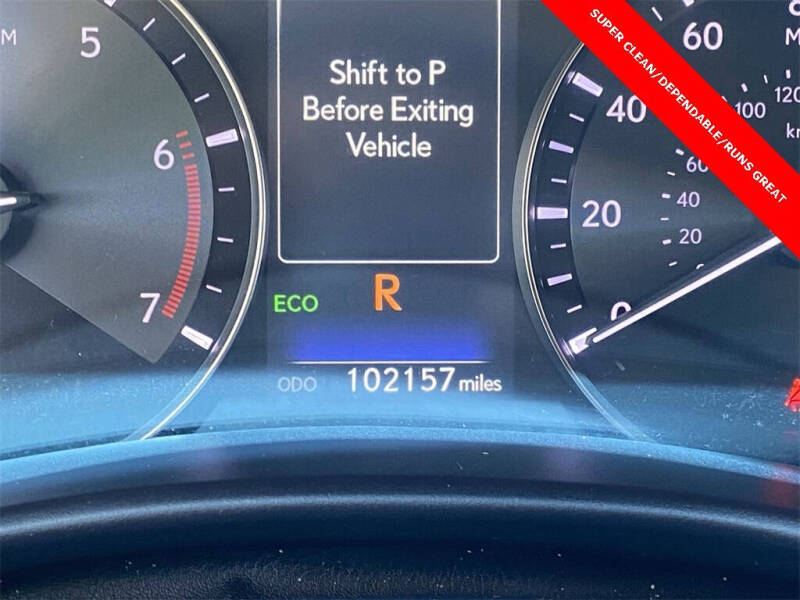 M
5
6
7
Shift to P
Before Exiting
Vehicle
ECO
R
ODO 102157 miles
60
40
20
0
120
100
60
40
20
SUPER CLEAN/DEPENDABLE/RUNS GREAT